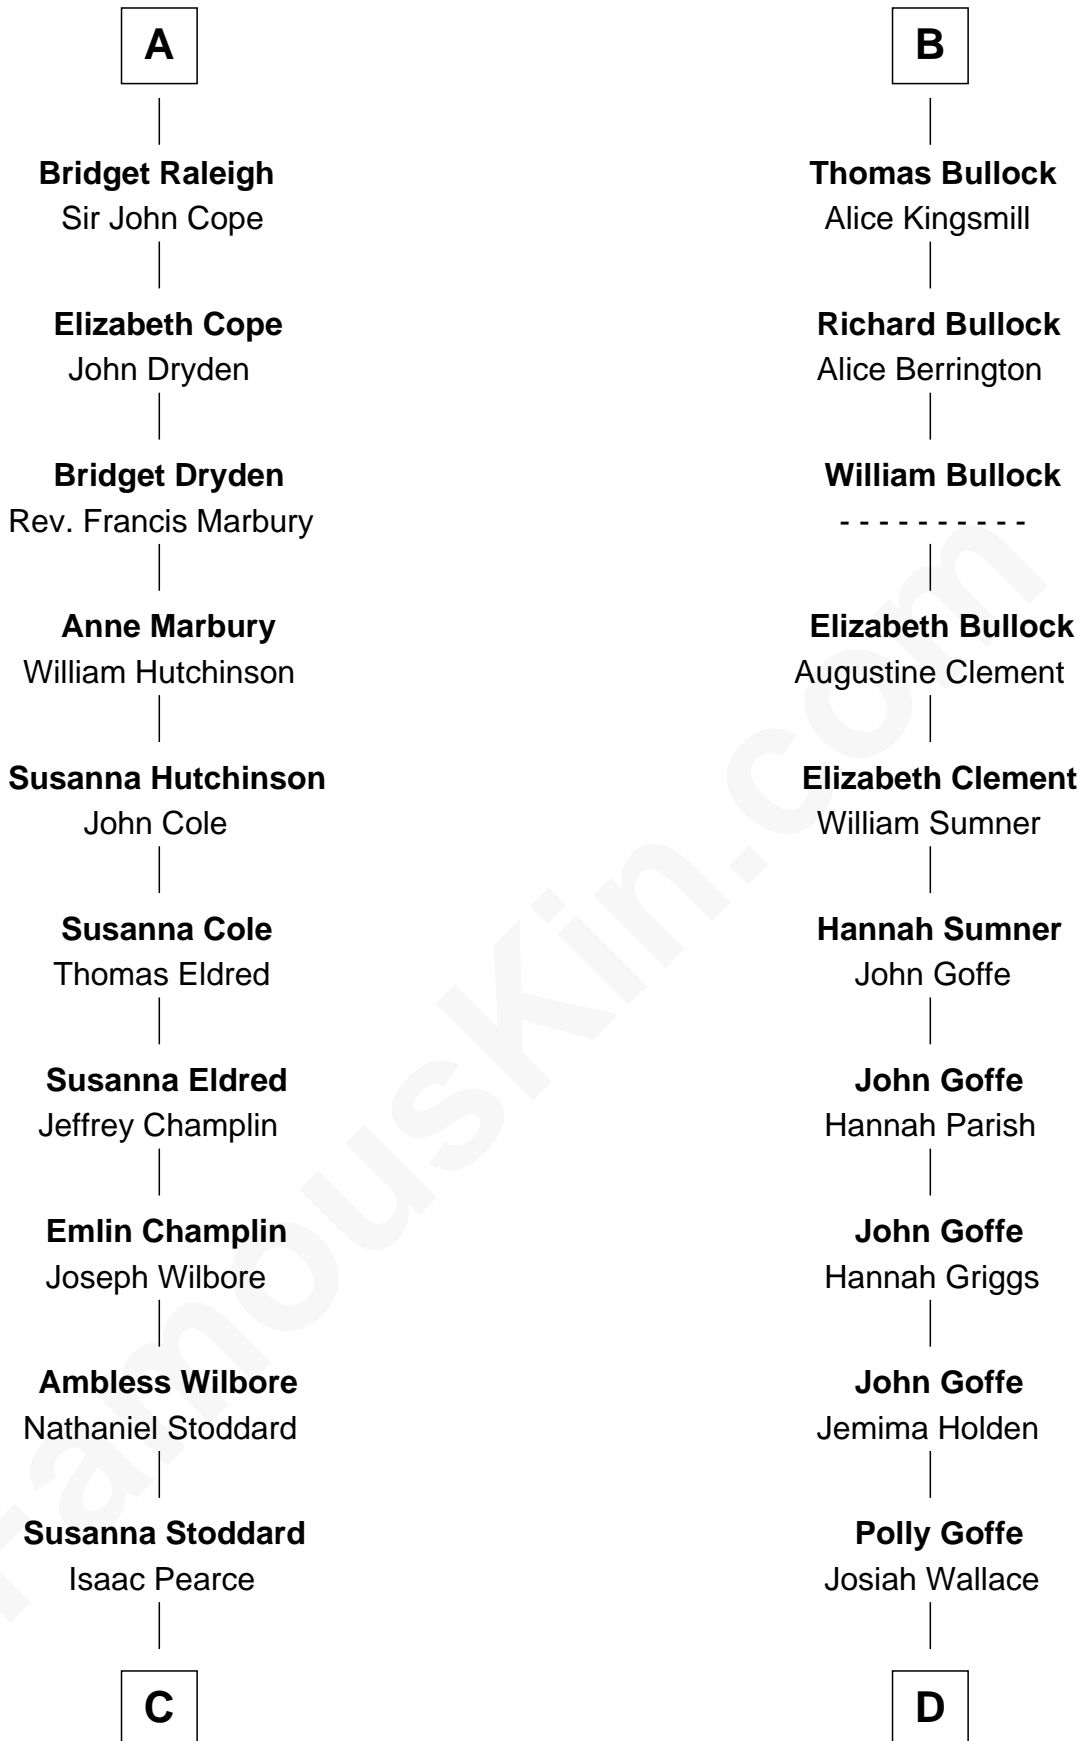 A
Bridget Raleigh
Sir John Cope
Elizabeth Cope
John Dryden
Bridget Dryden
Rev. Francis Marbury
Anne Marbury
William Hutchinson
Susanna Hutchinson
John Cole
Susanna Cole
Thomas Eldred
Susanna Eldred
Jeffrey Champlin
Emlin Champlin
Joseph Wilbore
Ambless Wilbore
Nathaniel Stoddard
Susanna Stoddard
Isaac Pearce
C
B
Thomas Bullock
Alice Kingsmill
Richard Bullock
Alice Berrington
William Bullock
- - - - - - - - - -
Elizabeth Bullock
Augustine Clement
Elizabeth Clement
William Sumner
Hannah Sumner
John Goffe
John Goffe
Hannah Parish
John Goffe
Hannah Griggs
John Goffe
Jemima Holden
Polly Goffe
Josiah Wallace
D
FamousKin.com